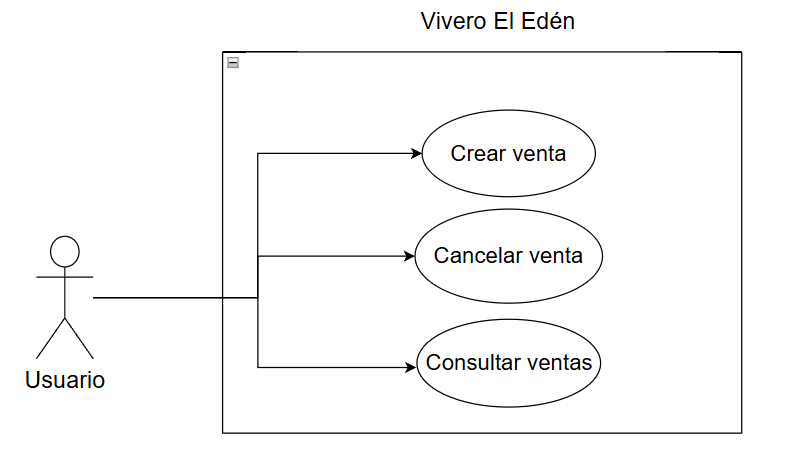 Vivero El Edén
Crear venta
Cancelar venta
Consultar ventas
Usuario